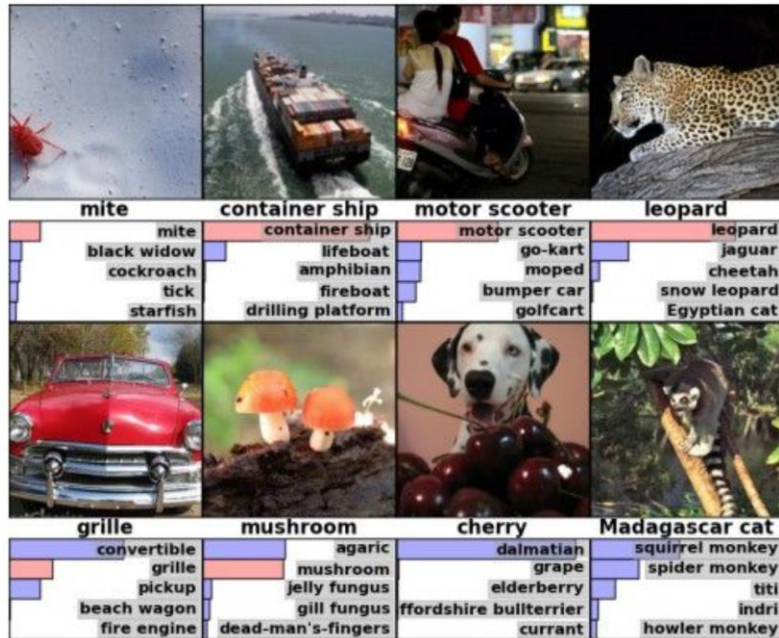 mite
container ship
motor scooter
leopard
mite
black widow
cockroach
tick
starfish
container ship
lifeboat
amphibian
fireboat
drilling platform
motor scooter
go-kart
moped
bumper car
golfcart
leopard
jaguar
cheetah
snow leopard
Egyptian cat
grille
mushroom
cherry
Madagascar cat
convertible
grille
pickup
beach wagon
fire engine
agaric
mushroom
jelly fungus
gill fungus
dead-man's-fingers
dalmatian
grape
elderberry
ffordshire bullterrier
currant
squirrel monkey
spider monkey
titi
indri
howler monkey